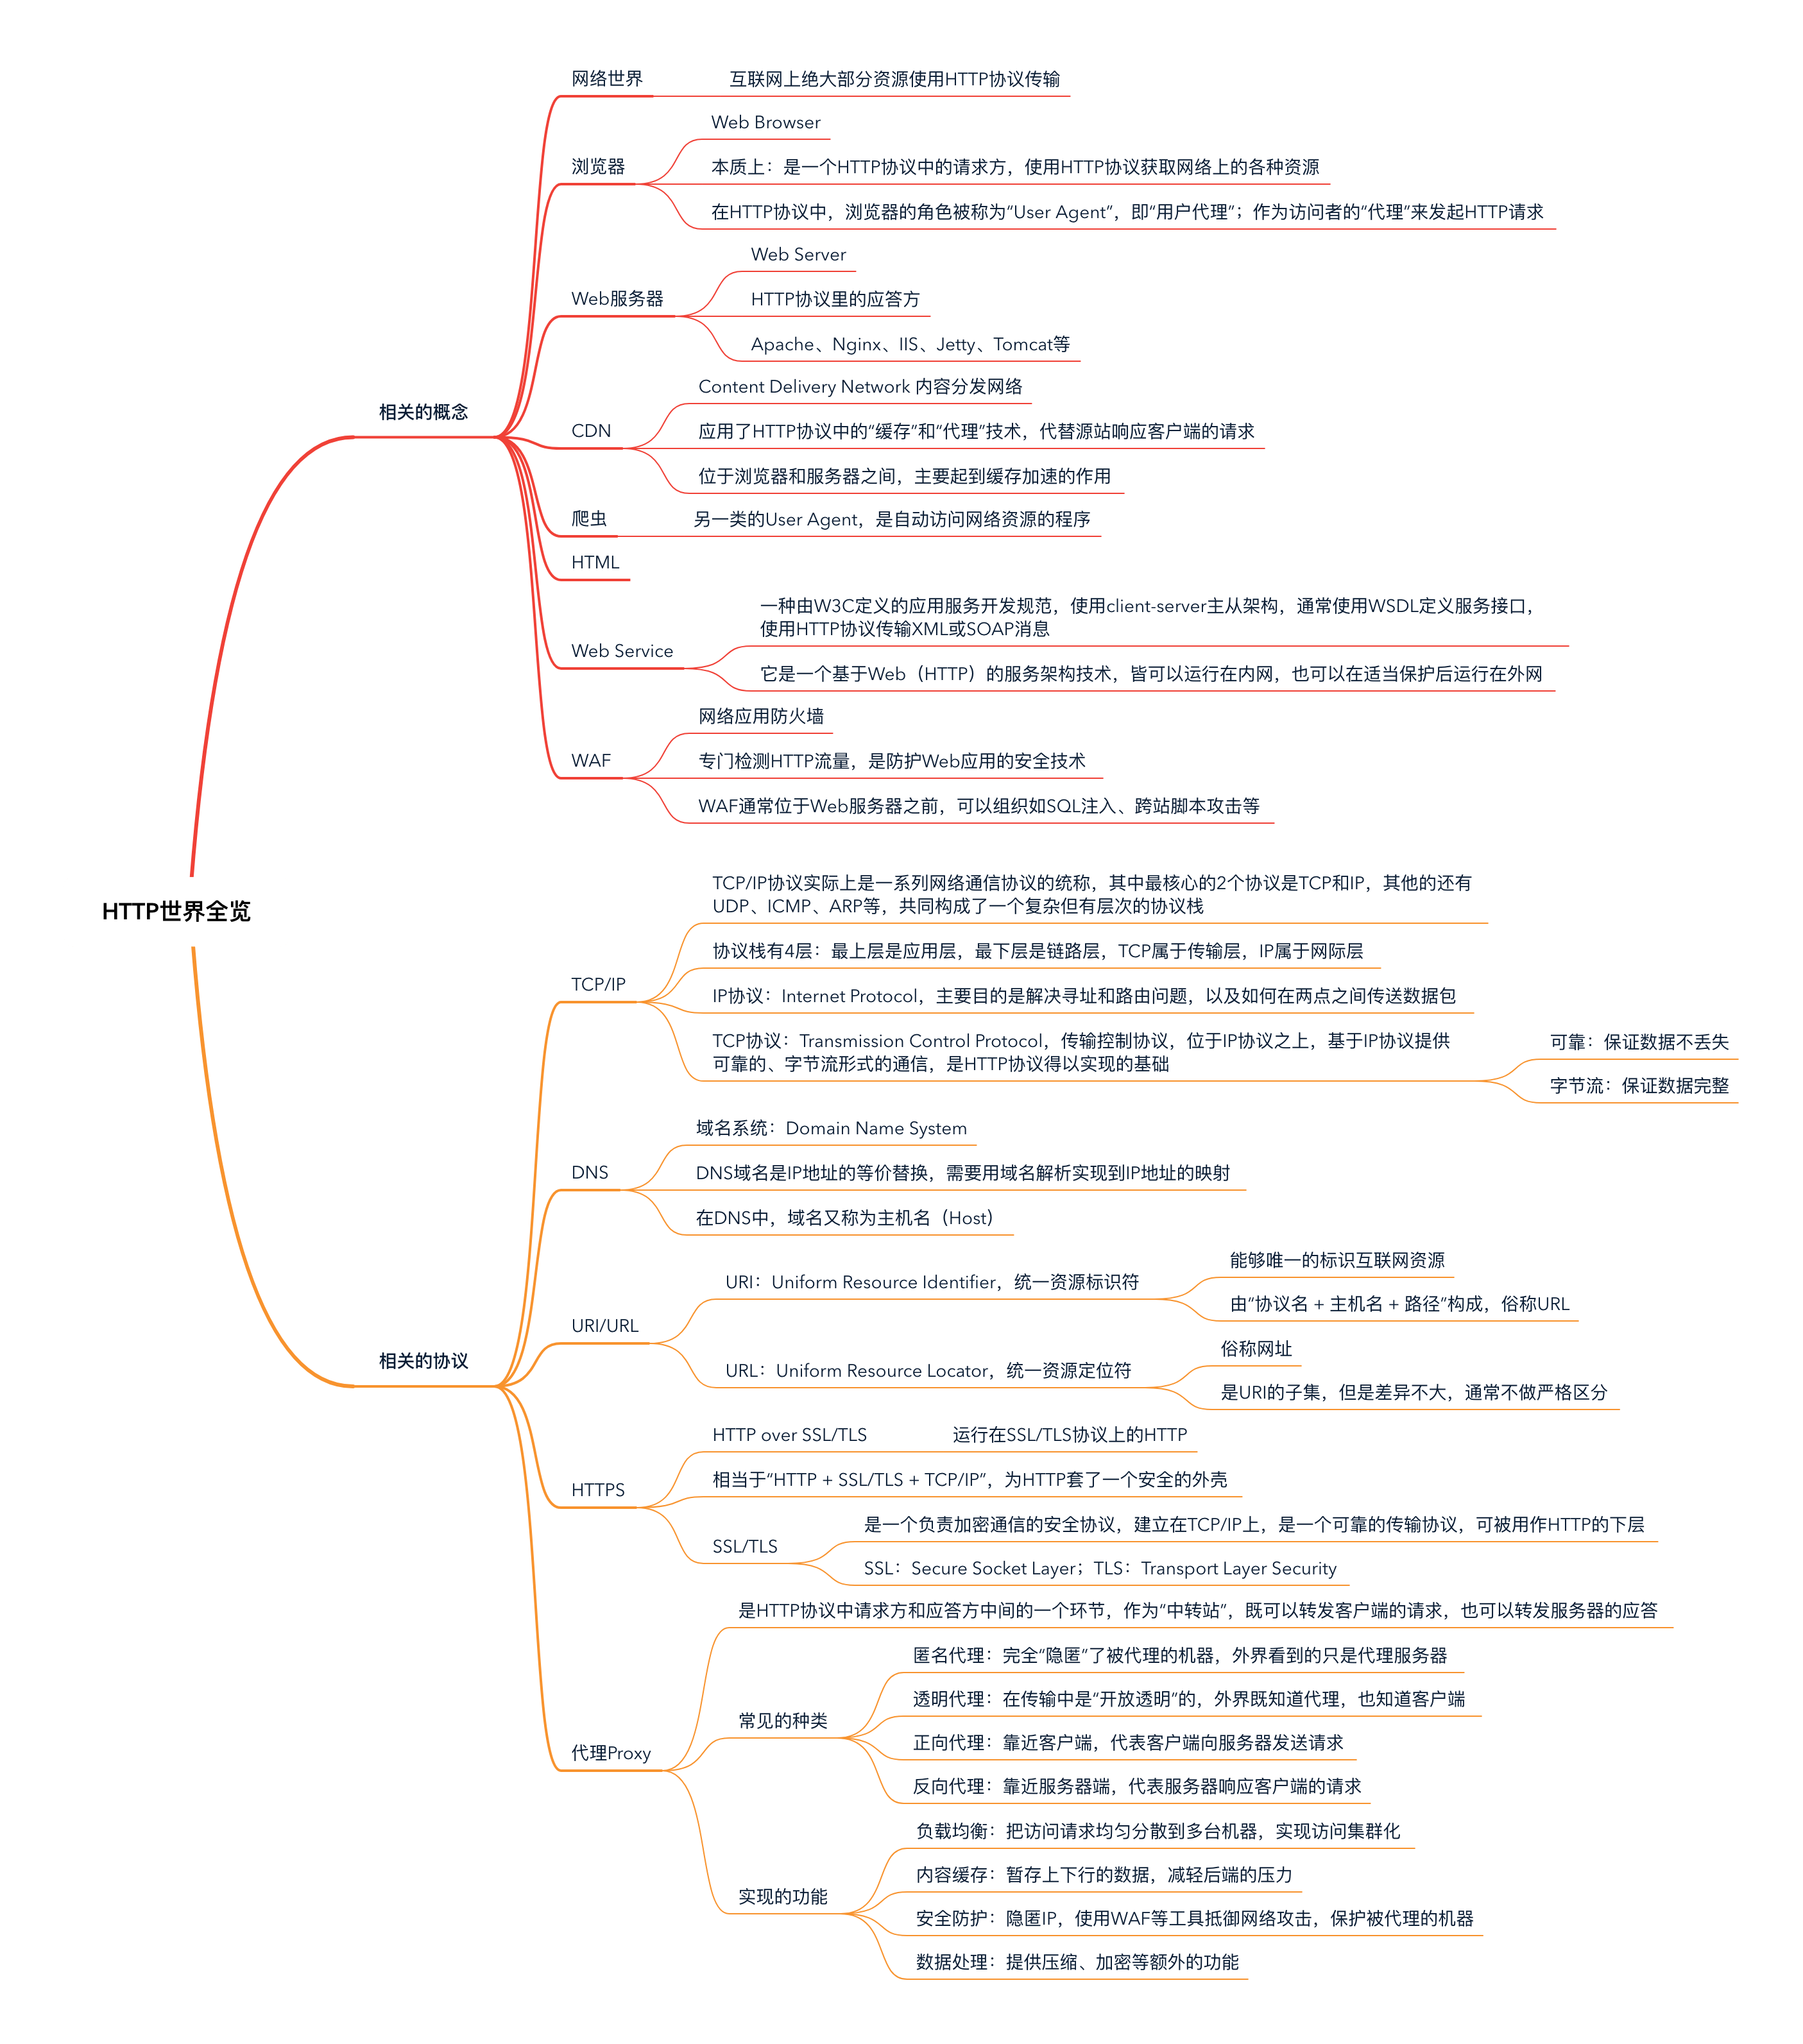 HTTP世界全览
相关的概念
网络世界
互联网上绝大部分资源使用HTTP协议传输
浏览器
Web Browser
本质上：是一个HTTP协议中的请求方，使用HTTP协议获取网络上的各种资源
在HTTP协议中，浏览器的角色被称为“User Agent”，即“用户代理”；作为访问者的“代理”来发起HTTP请求
Web服务器
Web Server
HTTP协议里的应答方
Apache、Nginx、IIS、Jetty、Tomcat等
CDN
Content Delivery Network 内容分发网络
应用了HTTP协议中的“缓存”和“代理”技术，代替源站响应客户端的请求
位于浏览器和服务器之间，主要起到缓存加速的作用
爬虫
另一类的User Agent，是自动访问网络资源的程序
HTML
Web Service
一种由W3C定义的应用服务开发规范，使用client-server主从架构，通常使用WSDL定义服务接口，
使用HTTP协议传输XML或SOAP消息
它是一个基于Web（HTTP）的服务架构技术，皆可以运行在内网，也可以在适当保护后运行在外网
WAF
网络应用防火墙
专门检测HTTP流量，是防护Web应用的安全技术
WAF通常位于Web服务器之前，可以组织如SQL注入、跨站脚本攻击等
相关的协议
TCP/IP
TCP/IP协议实际上是一系列网络通信协议的统称，其中最核心的2个协议是TCP和IP，其他的还有
UDP、ICMP、ARP等，共同构成了一个复杂但有层次的协议栈
协议栈有4层：最上层是应用层，最下层是链路层，TCP属于传输层，IP属于网际层
IP协议：Internet Protocol，主要目的是解决寻址和路由问题，以及如何在两点之间传送数据包
TCP协议：Transmission Control Protocol，传输控制协议，位于IP协议之上，基于IP协议提供
可靠的、字节流形式的通信，是HTTP协议得以实现的基础
可靠：保证数据不丢失
字节流：保证数据完整
DNS
域名系统：Domain Name System
DNS域名是IP地址的等价替换，需要用域名解析实现到IP地址的映射
在DNS中，域名又称为主机名（Host）
URI/URL
URI：Uniform Resource Identifier，统一资源标识符
能够唯一的标识互联网资源
由“协议名 + 主机名 + 路径”构成，俗称URL
URL：Uniform Resource Locator，统一资源定位符
俗称网址
是URI的子集，但是差异不大，通常不做严格区分
HTTPS
HTTP over SSL/TLS
运行在SSL/TLS协议上的HTTP
相当于“HTTP + SSL/TLS + TCP/IP”，为HTTP套了一个安全的外壳
SSL/TLS
是一个负责加密通信的安全协议，建立在TCP/IP上，是一个可靠的传输协议，可被用作HTTP的下层
SSL：Secure Socket Layer；TLS：Transport Layer Security
代理Proxy
是HTTP协议中请求方和应答方中间的一个环节，作为“中转站”，既可以转发客户端的请求，也可以转发服务器的应答
常见的种类
匿名代理：完全“隐匿”了被代理的机器，外界看到的只是代理服务器
透明代理：在传输中是“开放透明”的，外界既知道代理，也知道客户端
正向代理：靠近客户端，代表客户端向服务器发送请求
反向代理：靠近服务器端，代表服务器响应客户端的请求
实现的功能
负载均衡：把访问请求均匀分散到多台机器，实现访问集群化
内容缓存：暂存上下行的数据，减轻后端的压力
安全防护：隐匿IP，使用WAF等工具抵御网络攻击，保护被代理的机器
数据处理：提供压缩、加密等额外的功能